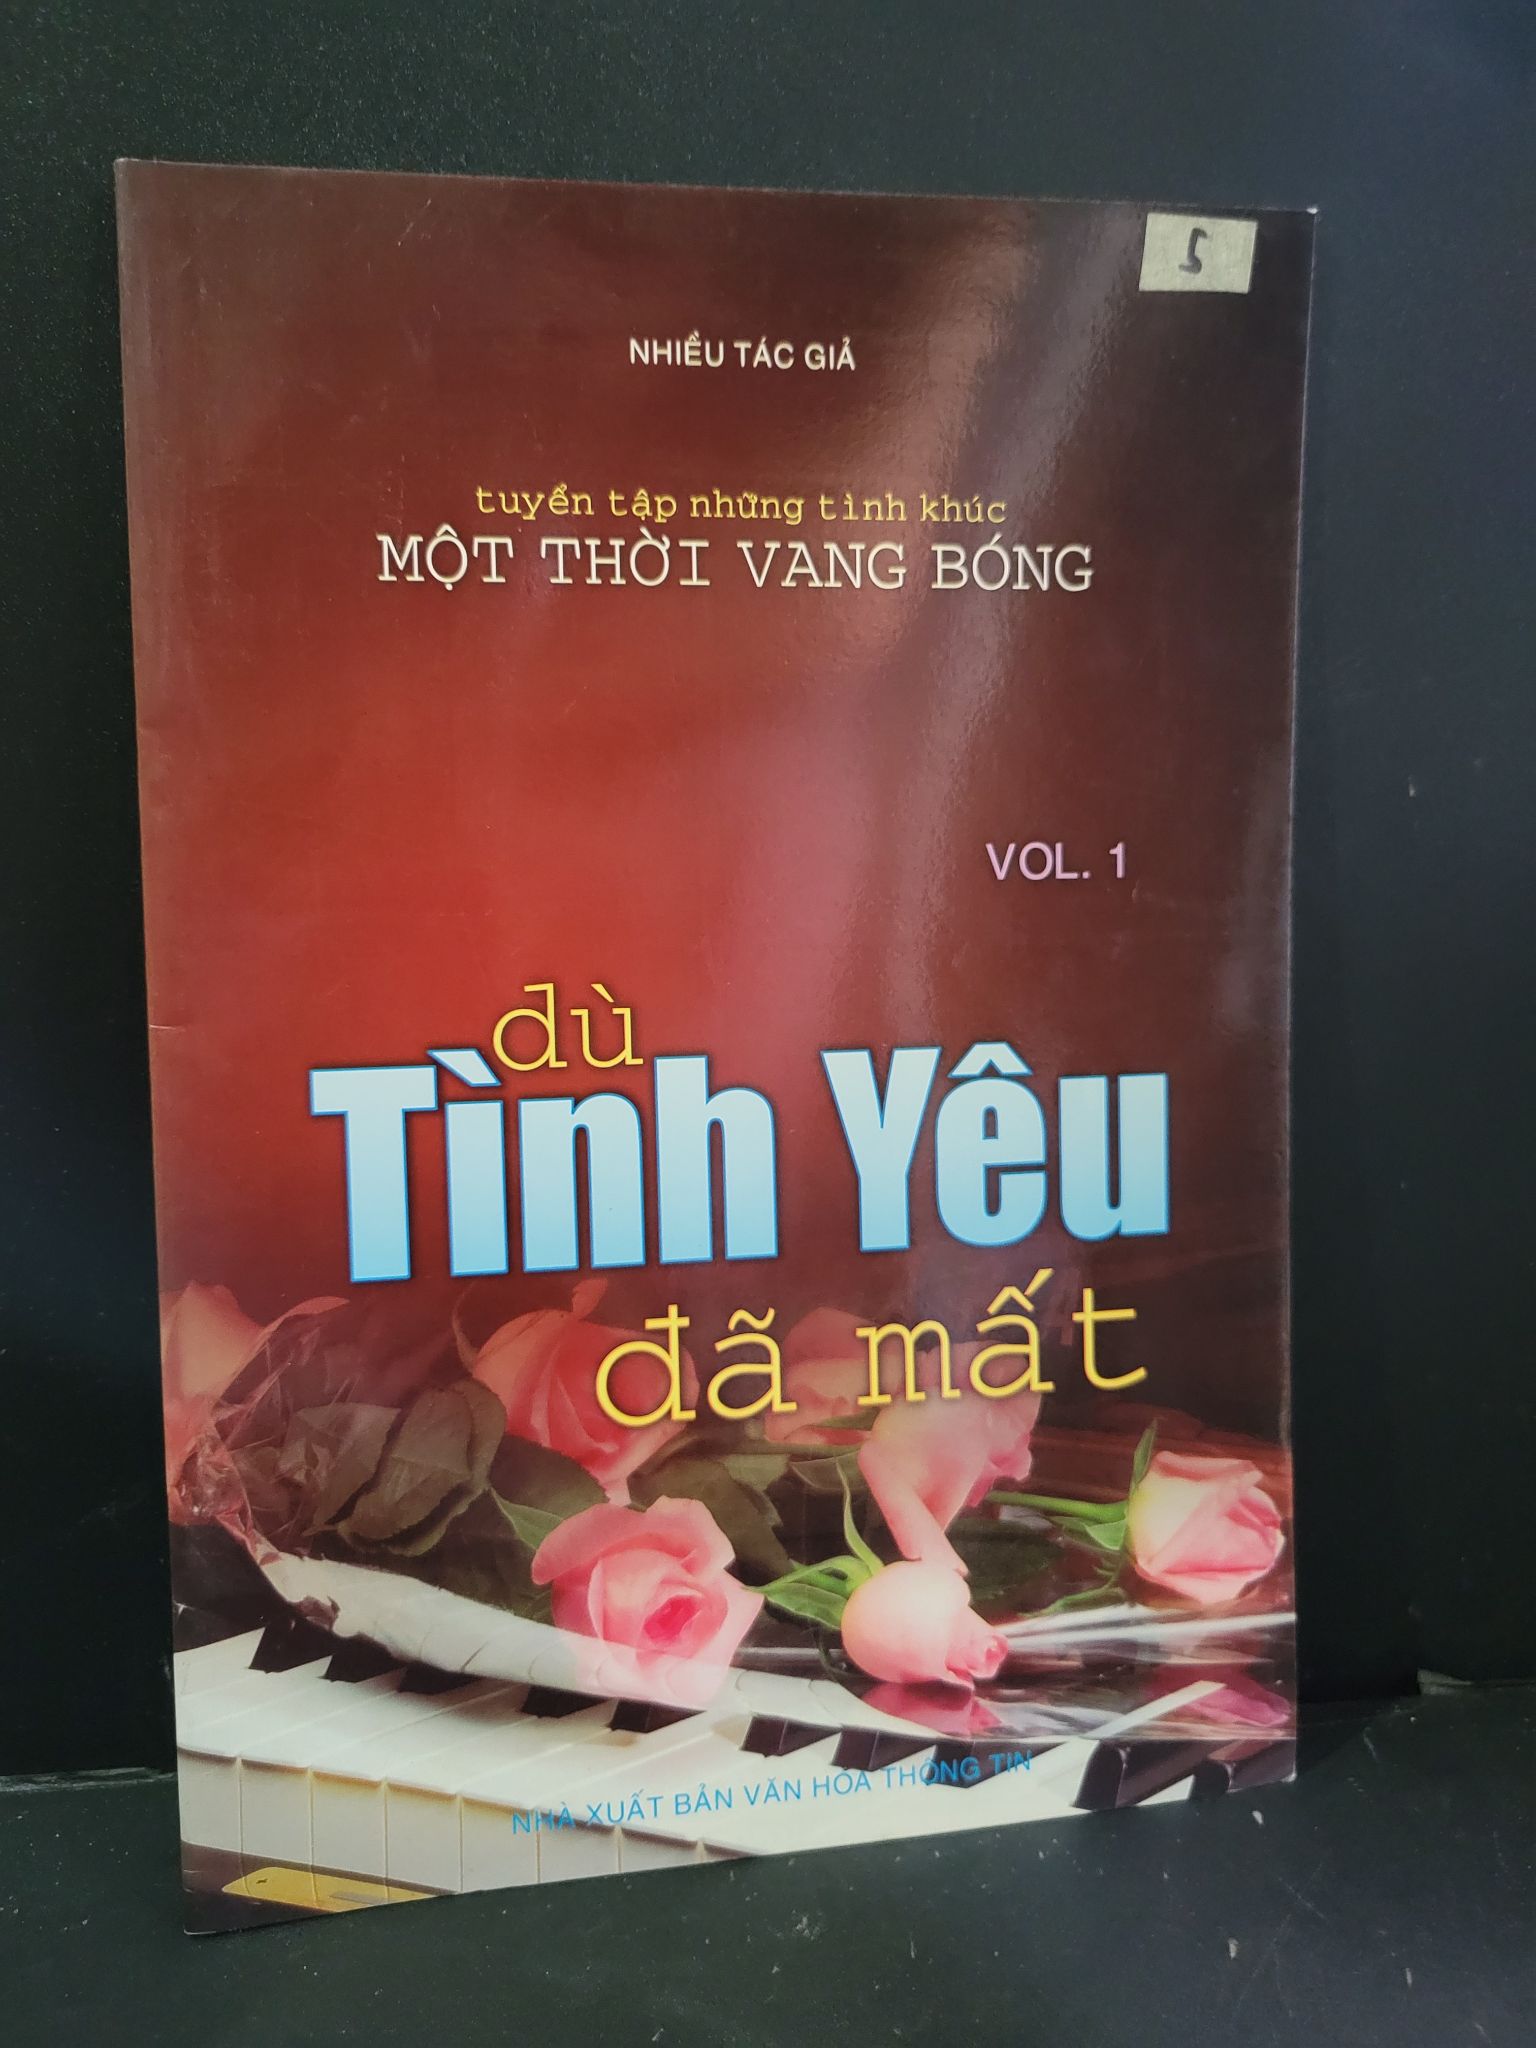 NHIỀU TÁC GIẢ
tuyển tập những tình khúc
MỘT THỜI VANG BÓNG
VOL. 1
dù
Tình Yêu
đã mất
NHÀ XUẤT BẢN VĂN HÓA THÔNG TIN